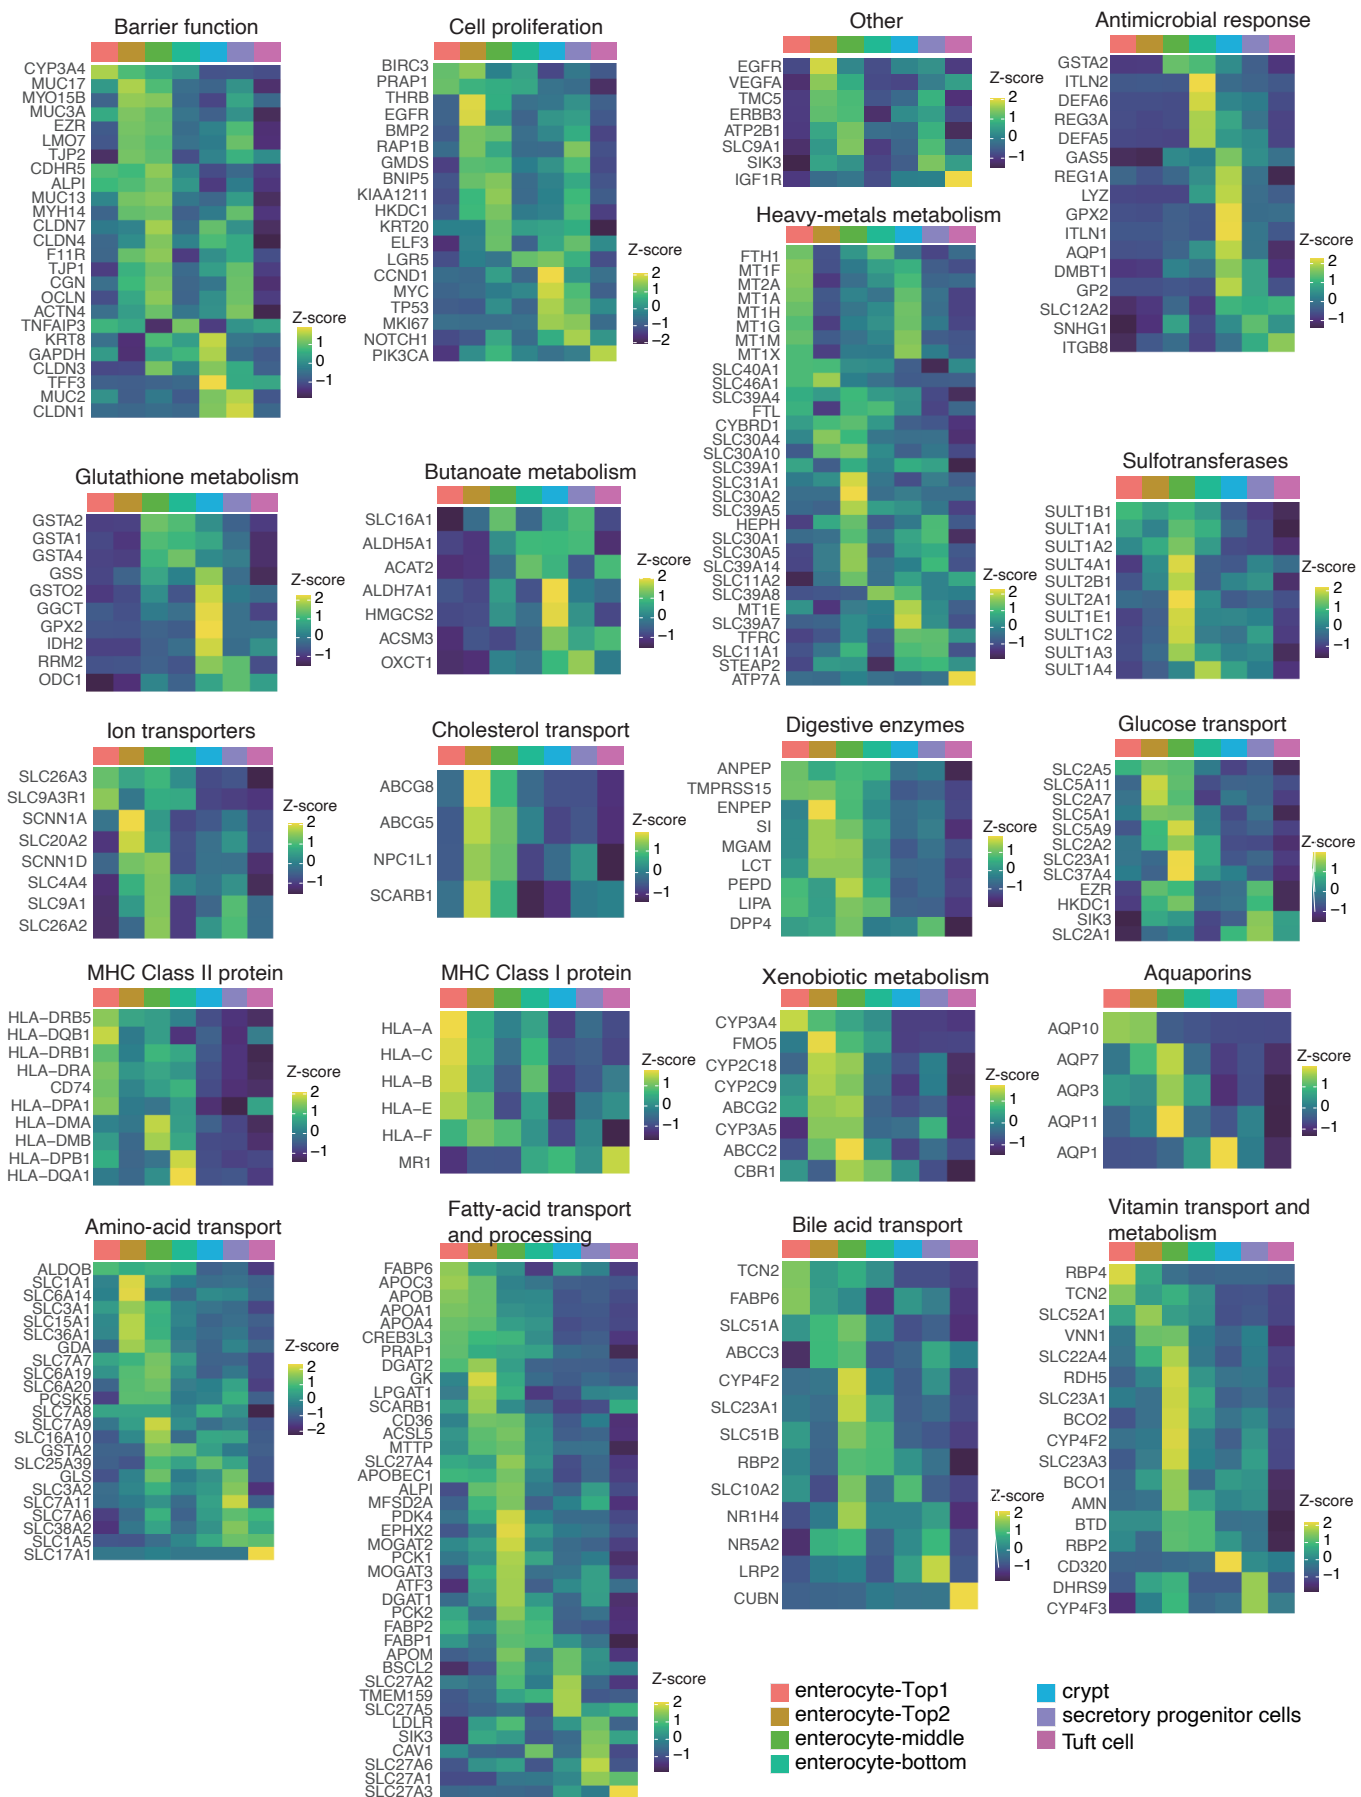 Barrier function
CYP3A4
MUC17
MYO15B
MUC3A
EZR
LMO7
TJP2
CDHR5
ALPI
MUC13
MYH14
CLDN7
CLDN4
F11R
TJP1
CGN
OCLN
ACTN4
TNFAIP3
KRT8
GAPDH
CLDN3
TFF3
MUC2
CLDN1
Z-score
1
0
−1
Cell proliferation
BIRC3
PRAP1
THRB
EGFR
BMP2
RAP1B
GMDS
BNIP5
KIAA1211
HKDC1
KRT20
ELF3
LGR5
CCND1
MYC
TP53
MKI67
NOTCH1
PIK3CA
Z-score
2
1
0
−1
−2
Other
EGFR
VEGFA
TMC5
ERBB3
ATP2B1
SLC9A1
SIK3
IGF1R
Z-score
2
1
0
−1
Antimicrobial response
GSTA2
ITLN2
DEFA6
REG3A
DEFA5
GAS5
REG1A
LYZ
GPX2
ITLN1
AQP1
DMBT1
GP2
SLC12A2
SNHG1
ITGB8
Z-score
2
1
0
−1
Heavy-metals metabolism
FTH1
MT1F
MT2A
MT1A
MT1H
MT1G
MT1M
MT1X
SLC40A1
SLC46A1
SLC39A4
FTL
CYBRD1
SLC30A4
SLC30A10
SLC39A1
SLC31A1
SLC30A2
SLC39A5
HEPH
SLC30A1
SLC30A5
SLC39A14
SLC11A2
SLC39A8
MT1E
SLC39A7
TFRC
SLC11A1
STEAP2
ATP7A
Z-score
2
1
0
−1
Glutathione metabolism
GSTA2
GSTA1
GSTA4
GSS
GSTO2
GGCT
GPX2
IDH2
RRM2
ODC1
Z-score
2
1
0
−1
Butanoate metabolism
SLC16A1
ALDH5A1
ACAT2
ALDH7A1
HMGCS2
ACSM3
OXCT1
Z-score
2
1
0
−1
Sulfotransferases
SULT1B1
SULT1A1
SULT1A2
SULT4A1
SULT2B1
SULT2A1
SULT1E1
SULT1C2
SULT1A3
SULT1A4
Z-score
2
1
0
−1
Ion transporters
SLC26A3
SLC9A3R1
SCNN1A
SLC20A2
SCNN1D
SLC4A4
SLC9A1
SLC26A2
Z-score
2
1
0
−1
Cholesterol transport
ABCG8
ABCG5
NPC1L1
SCARB1
Z-score
1
0
−1
Digestive enzymes
ANPEP
TMPRSS15
ENPEP
SI
MGAM
LCT
PEPD
LIPA
DPP4
Z-score
1
0
−1
Glucose transport
SLC2A5
SLC5A11
SLC2A7
SLC5A1
SLC5A9
SLC2A2
SLC23A1
SLC37A4
EZR
HKDC1
SIK3
SLC2A1
Z-score
1
0
−1
MHC Class II protein
HLA−DRB5
HLA−DQB1
HLA−DRB1
HLA−DRA
CD74
HLA−DPA1
HLA−DMA
HLA−DMB
HLA−DPB1
HLA−DQA1
Z-score
2
1
0
−1
MHC Class I protein
HLA−A
HLA−C
HLA−B
HLA−E
HLA−F
MR1
Z-score
1
0
−1
Xenobiotic metabolism
CYP3A4
FMO5
CYP2C18
CYP2C9
ABCG2
CYP3A5
ABCC2
CBR1
Z-score
1
0
−1
Aquaporins
AQP10
AQP7
AQP3
AQP11
AQP1
Z-score
1
0
−1
Amino-acid transport
ALDOB
SLC1A1
SLC6A14
SLC3A1
SLC15A1
SLC36A1
GDA
SLC7A7
SLC6A19
SLC6A20
PCSK5
SLC7A8
SLC7A9
SLC16A10
GSTA2
SLC25A39
GLS
SLC3A2
SLC7A11
SLC7A6
SLC38A2
SLC1A5
SLC17A1
Z-score
2
1
0
−1
−2
Fatty-acid transport
and processing
FABP6
APOC3
APOB
APOA1
APOA4
CREB3L3
PRAP1
DGAT2
GK
LPGAT1
SCARB1
CD36
ACSL5
MTTP
SLC27A4
APOBEC1
ALPI
MFSD2A
PDK4
EPHX2
MOGAT2
PCK1
MOGAT3
ATF3
DGAT1
PCK2
FABP2
FABP1
APOM
BSCL2
SLC27A2
TMEM159
SLC27A5
LDLR
SIK3
CAV1
SLC27A6
SLC27A1
SLC27A3
Z-score
2
1
0
−1
Bile acid transport
TCN2
FABP6
SLC51A
ABCC3
CYP4F2
SLC23A1
SLC51B
RBP2
SLC10A2
NR1H4
NR5A2
LRP2
CUBN
Z-score
2
1
0
−1
Vitamin transport and
metabolism
RBP4
TCN2
SLC52A1
VNN1
SLC22A4
RDH5
SLC23A1
BCO2
CYP4F2
SLC23A3
BCO1
AMN
BTD
RBP2
CD320
DHRS9
CYP4F3
Z-score
2
1
0
−1
enterocyte-Top1
enterocyte-Top2
enterocyte-middle
enterocyte-bottom
crypt
secretory progenitor cells
Tuft cell